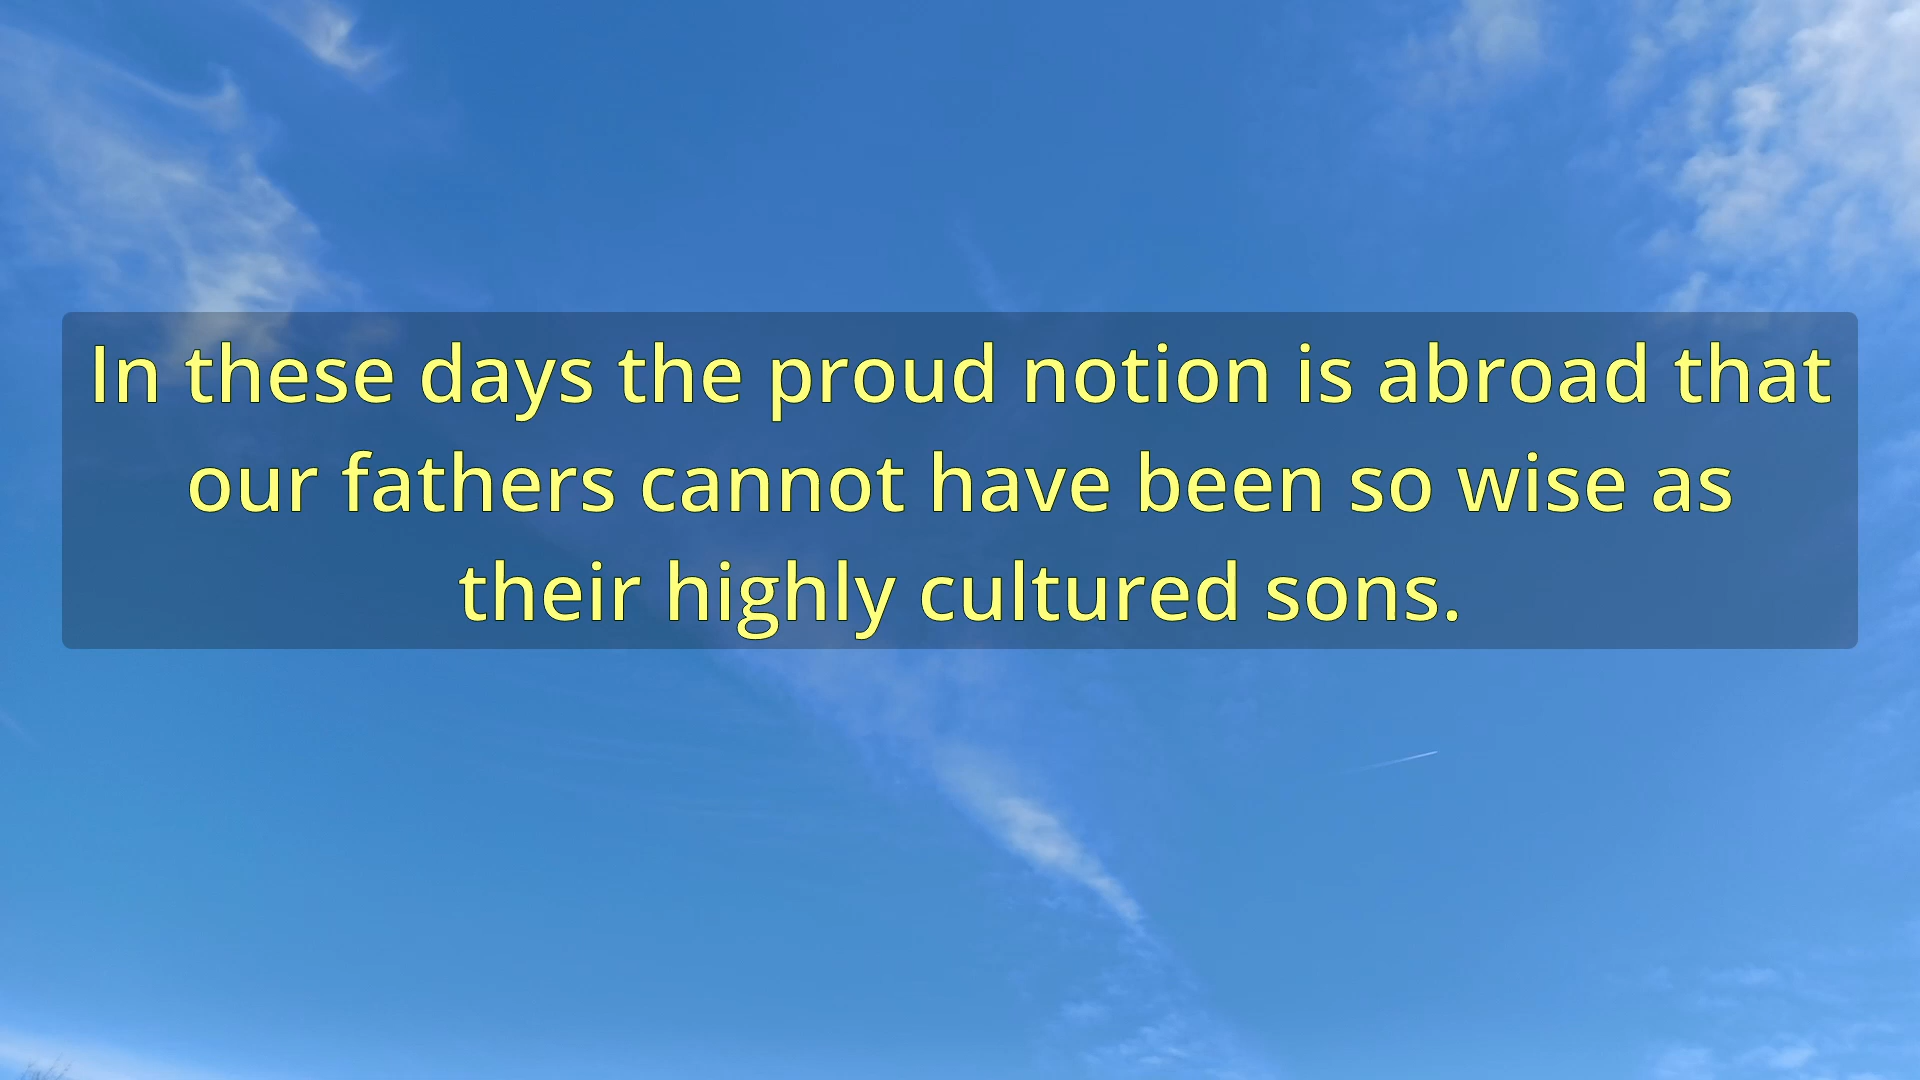 In these days the proud notion is abroad that
our fathers cannot have been so wise as
their highly cultured sons.